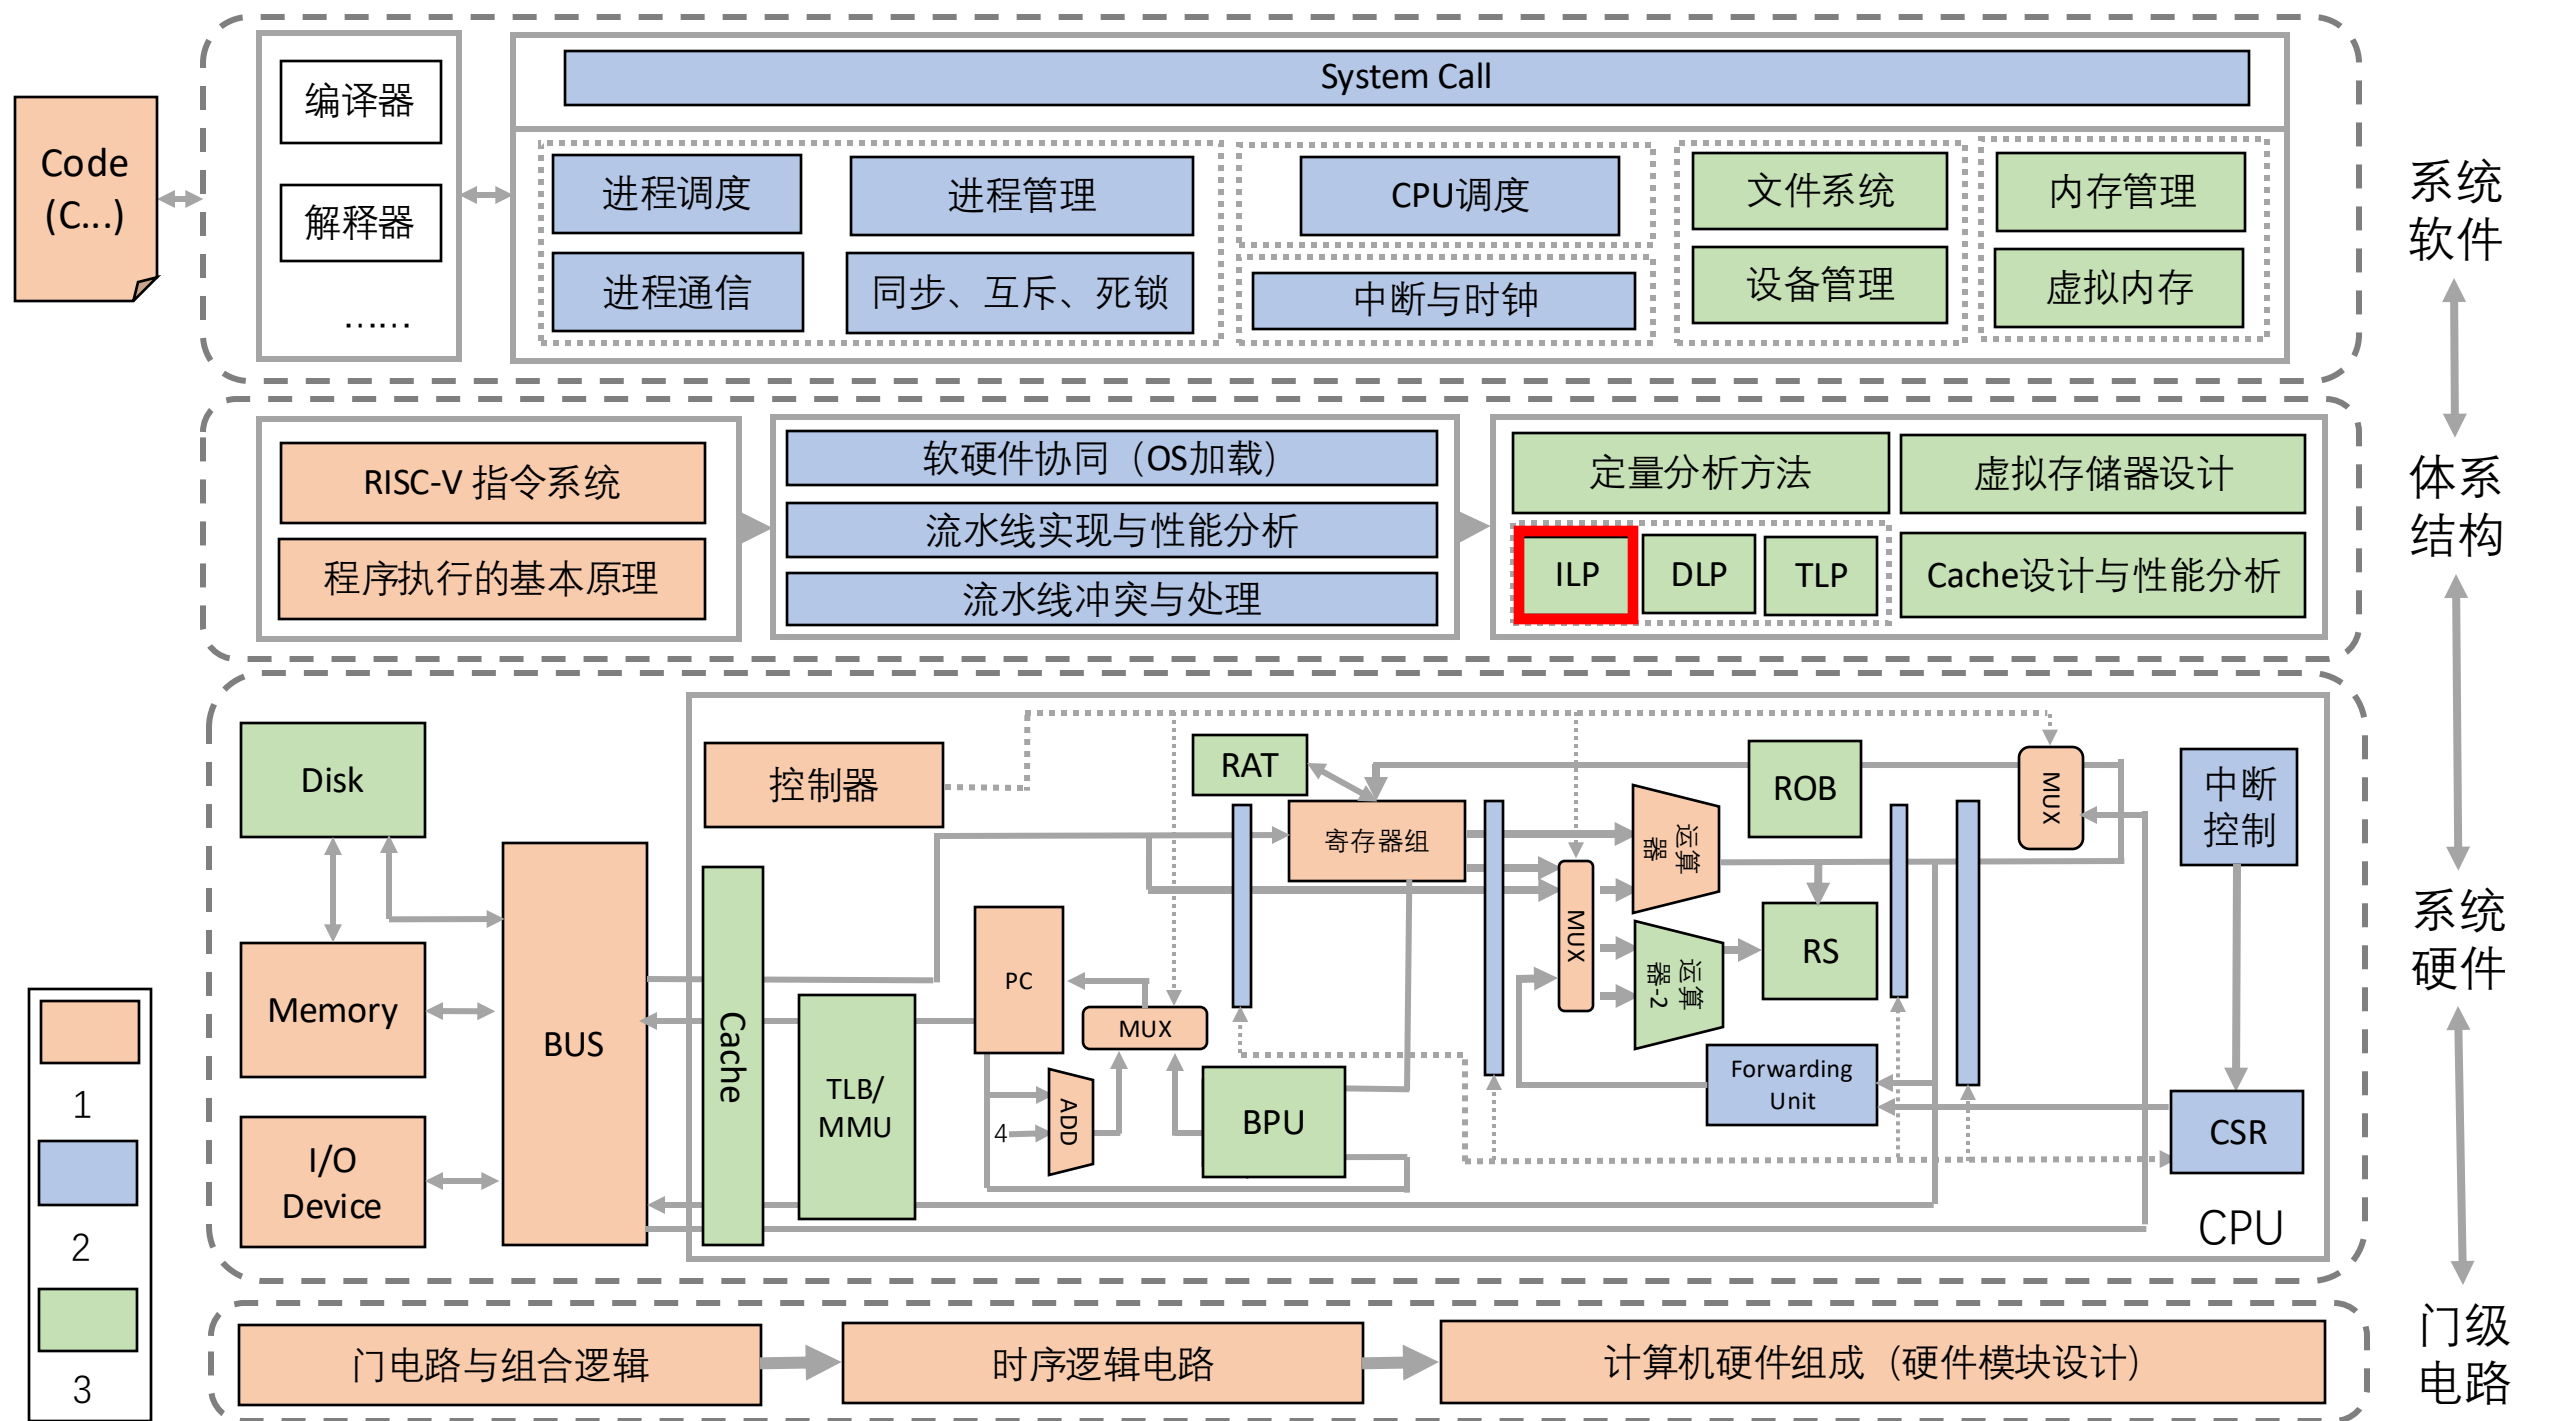 System Call
编译器
Code
(C...)
解释器
……
进程调度
进程管理
CPU调度
文件系统
内存管理
进程通信
同步、互斥、死锁
中断与时钟
设备管理
虚拟内存
系统
软件
RISC-V 指令系统
程序执行的基本原理
软硬件协同（OS加载）
流水线实现与性能分析
流水线冲突与处理
定量分析方法
虚拟存储器设计
ILP
DLP
TLP
Cache设计与性能分析
体系
结构
Disk
Memory
I/O
Device
BUS
控制器
Cache
TLB/
MMU
PC
ADD
4
MUX
BPU
RAT
寄存器组
MUX
运算
器
运算
器-2
ROB
RS
Forwarding
Unit
MUX
中断
控制
CSR
CPU
系统
硬件
1
2
3
门电路与组合逻辑
时序逻辑电路
计算机硬件组成（硬件模块设计）
门级
电路